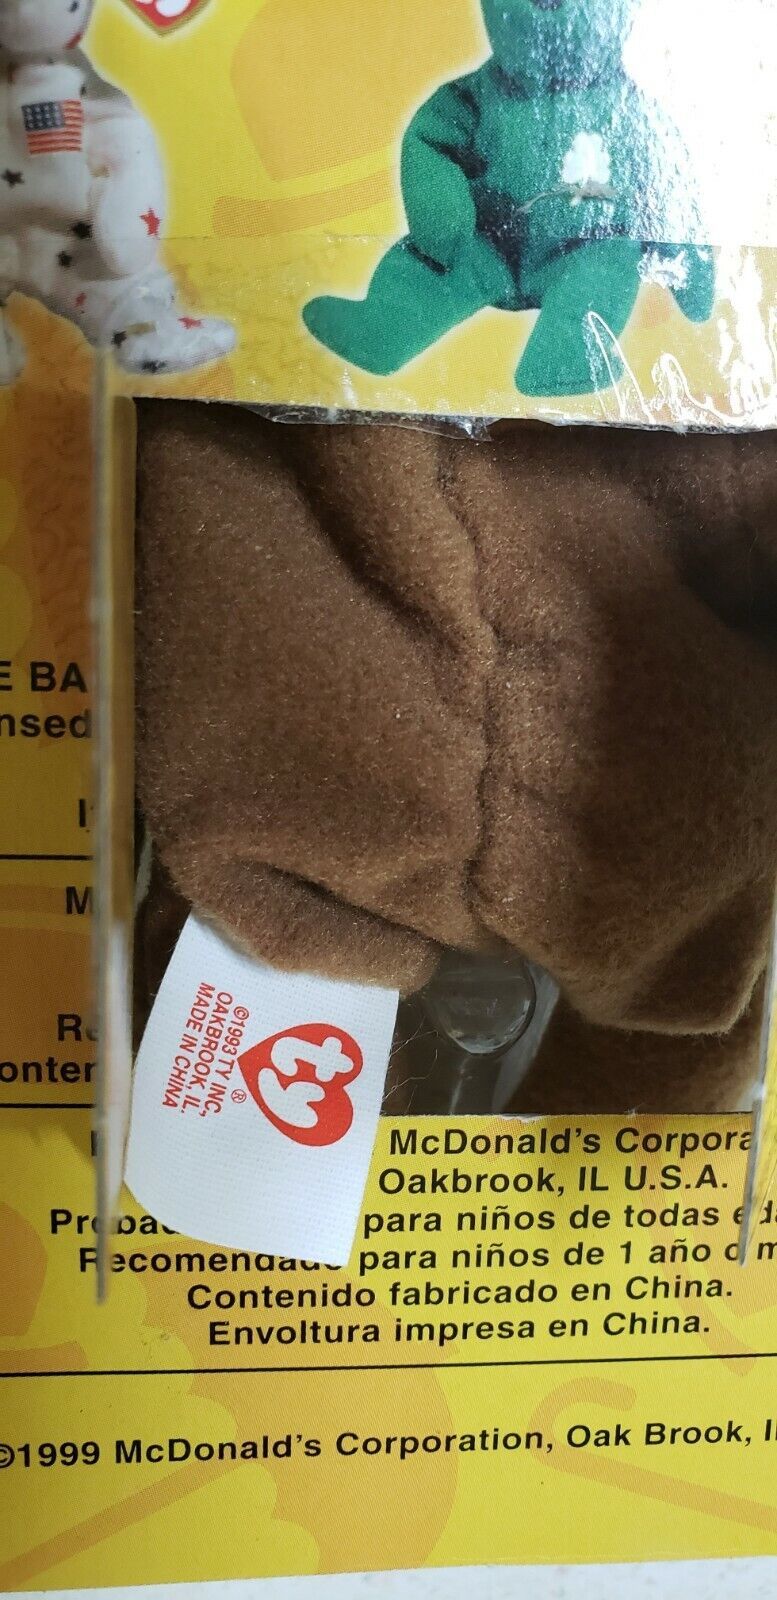 E BA
nsed
©1993 TY INC.,
OAKBROOK, IL.
MADE IN CHINA
ty®
McDonald's Corpora
Oakbrook, IL U.S.A.
para niños de todas
Recomendado para niños de 1 año o m
Contenido fabricado en China.
Envoltura impresa en China.
©1999 McDonald's Corporation, Oak Brook,